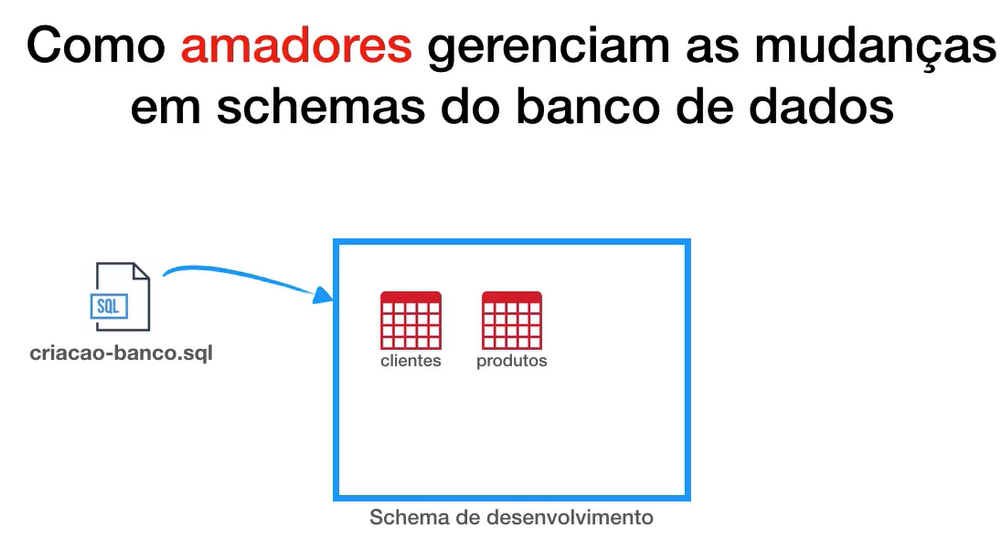 Como amadores gerenciam as mudanças
em schemas do banco de dados
SQL
criacao-banco.sql
clientes
produtos
Schema de desenvolvimento